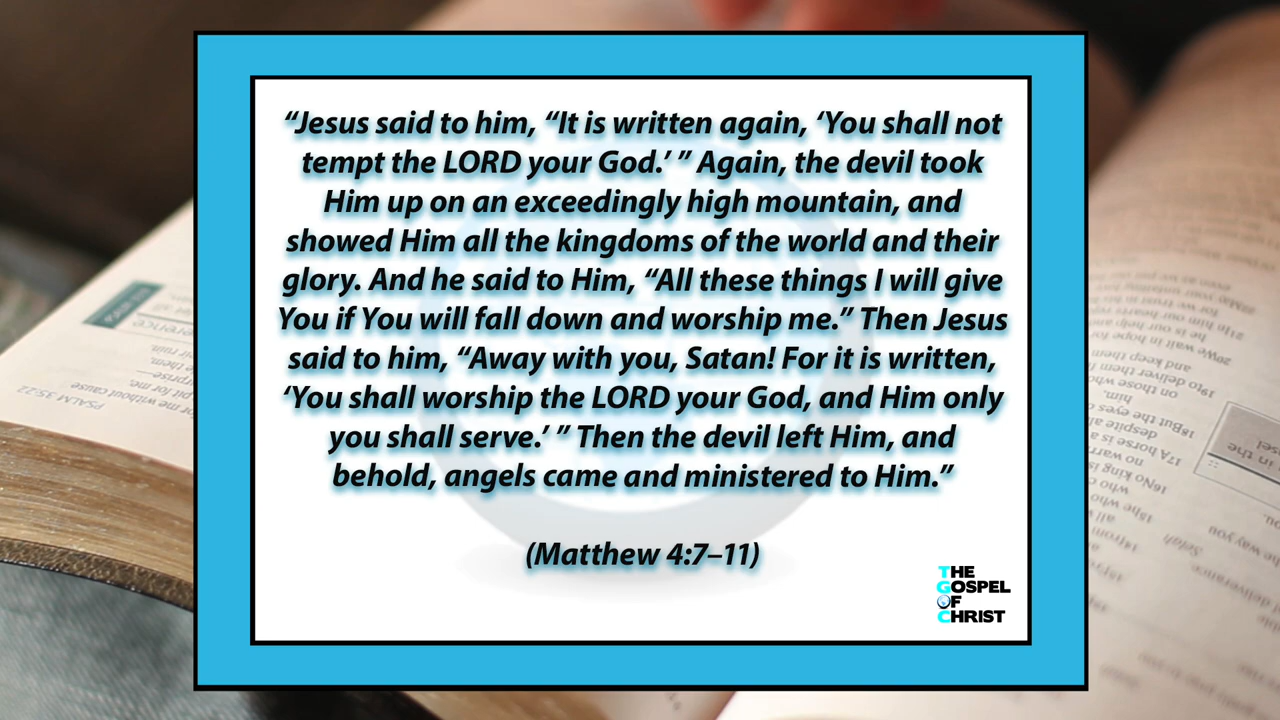 “Jesus said to him, “It is written again, ‘You shall not
tempt the LORD your God.’ ” Again, the devil took
Him up on an exceedingly high mountain, and
showed Him all the kingdoms of the world and their
glory. And he said to Him, “All these things I will give
You if You will fall down and worship me.” Then Jesus
said to him, “Away with you, Satan! For it is written,
‘You shall worship the LORD your God, and Him only
you shall serve.’ ” Then the devil left Him, and
behold, angels came and ministered to Him.”
(Matthew 4:7–11)
THE
GOSPEL
OF
CHRIST
PSALM 35:22